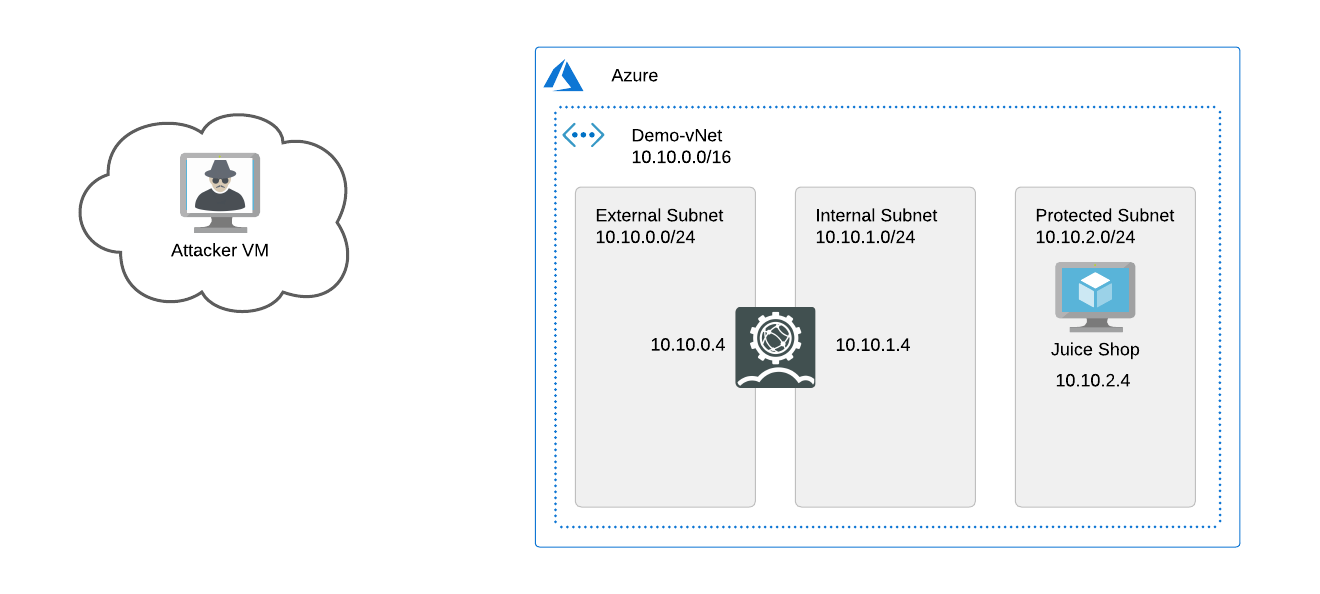 Azure
Demo-vNet
10.10.0.0/16
External Subnet
10.10.0.0/24
Internal Subnet
10.10.1.0/24
Protected Subnet
10.10.2.0/24
Attacker VM
10.10.0.4
10.10.1.4
Juice Shop
10.10.2.4